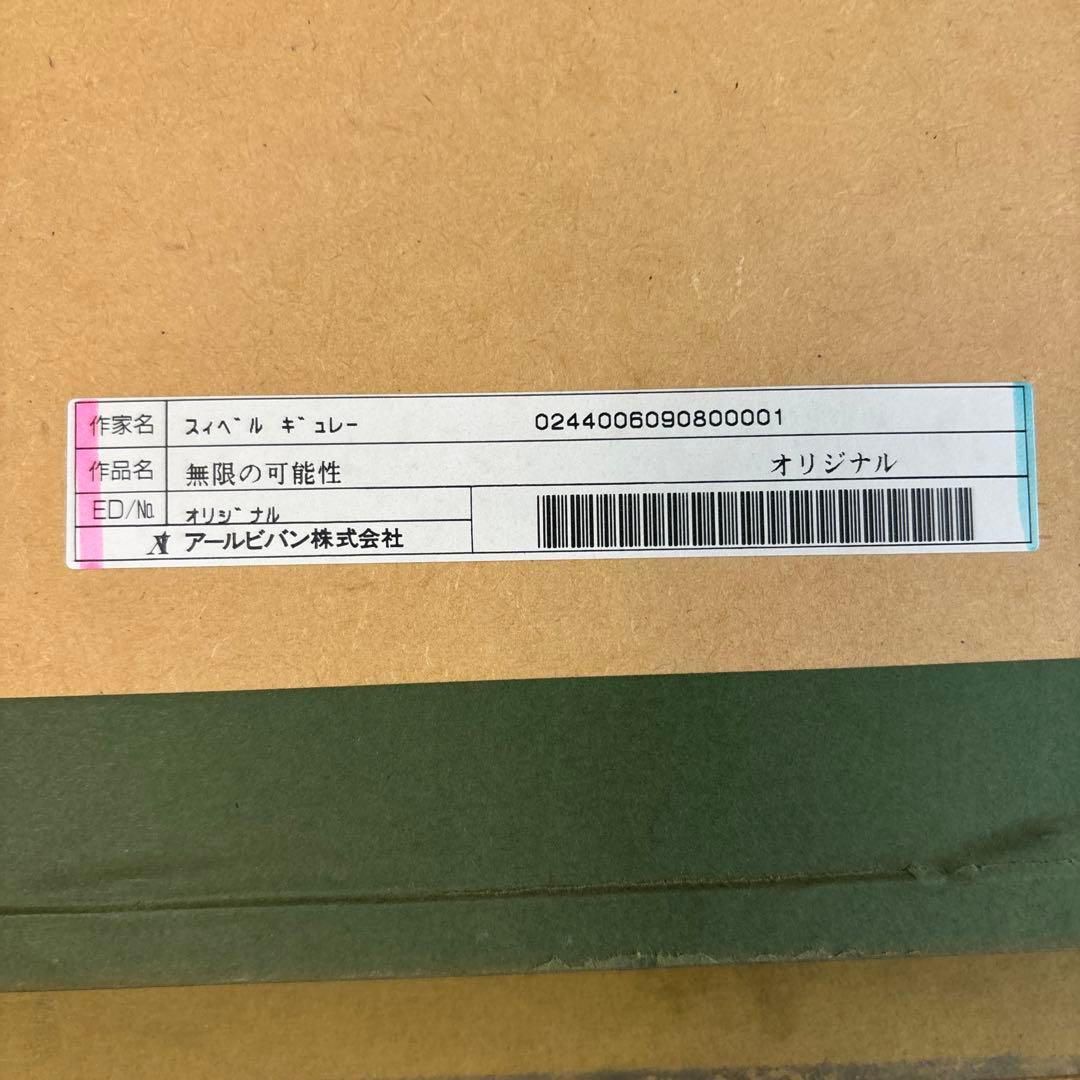 作家名 スィベル ギュレー 0244006090800001
作品名 無限の可能性 オリジナル
ED/№ オリジナル
アールビバン株式会社